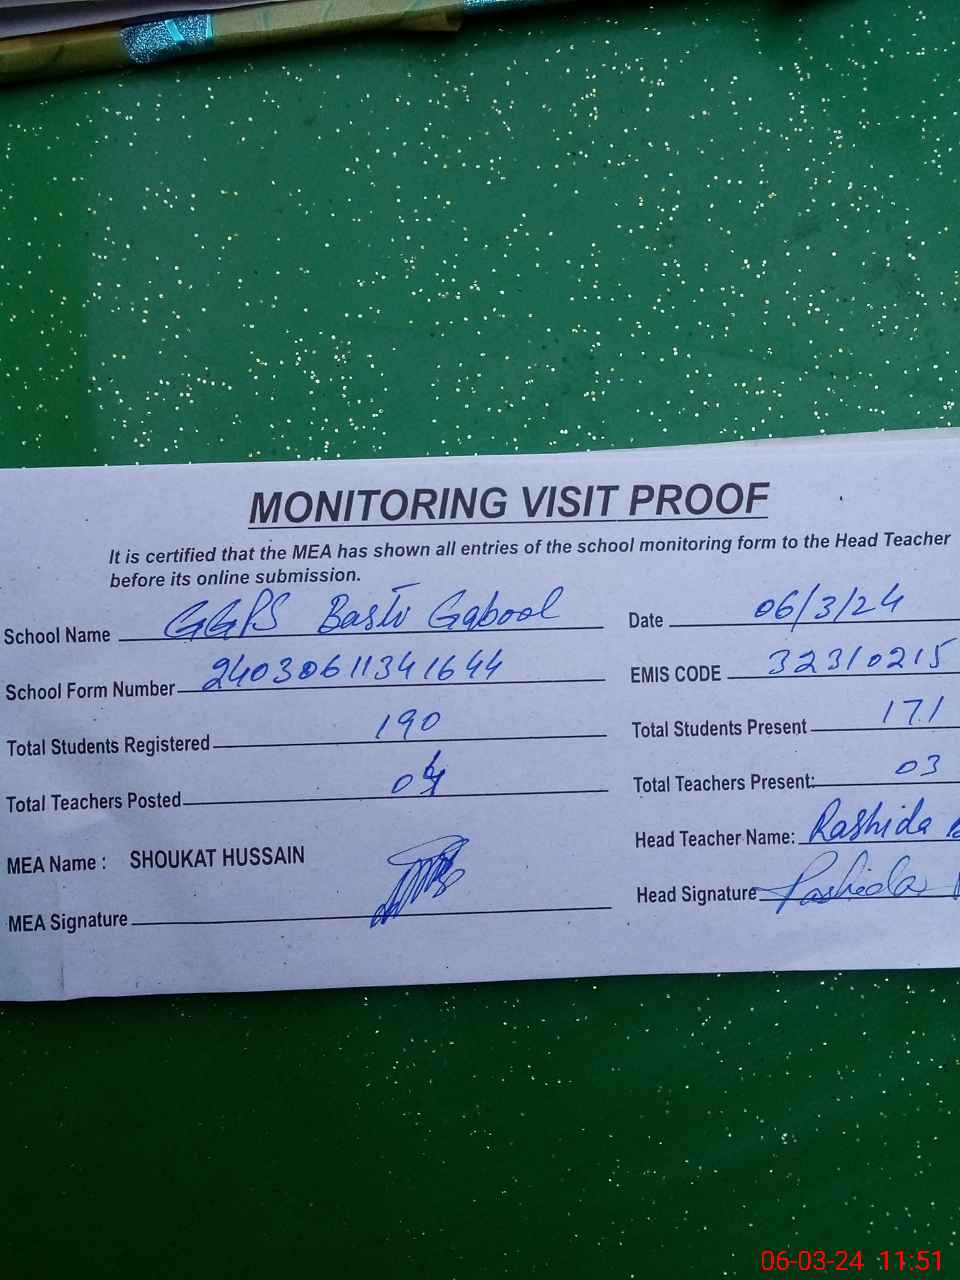 MONITORING VISIT PROOF
It is certified that the MEA has shown all entries of the school monitoring form to the Head Teacher
before its online submission.
School Name GGPS Basti Gabool Date 06/3/24
School Form Number 24030611341644 EMIS CODE 32310215
Total Students Registered 190 Total Students Present 171
Total Teachers Posted Total Teachers Present: 03
Head Teacher Name: Rashida
MEA Name : SHOUKAT HUSSAIN
Head Signature Rashida
MEA Signature
06-03-24 11:51